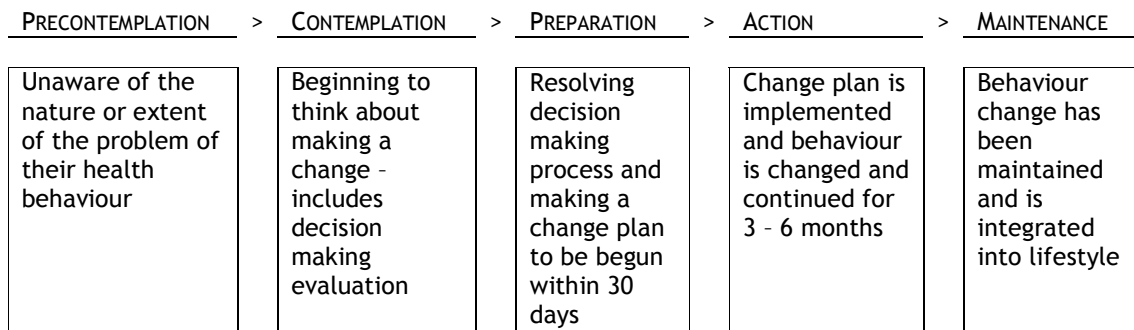 PRECONTEMPLATION > CONTEMPLATION > PREPARATION > ACTION > MAINTENANCE
Unaware of the
nature or extent
of the problem of
their health
behaviour
Beginning to
think about
making a
change –
includes
decision
making
evaluation
Resolving
decision
making
process and
making a
change plan
to be begun
within 30
days
Change plan is
implemented
and behaviour
is changed and
continued for
3 – 6 months
Behaviour
change has
been
maintained
and is
integrated
into lifestyle